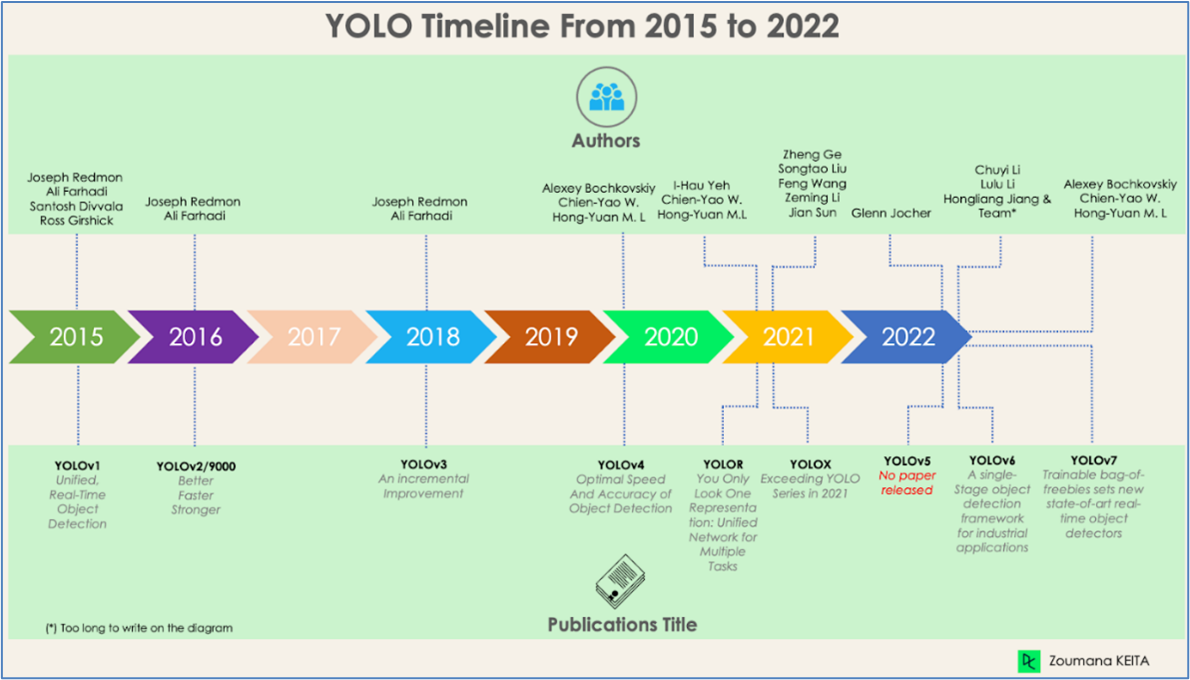 YOLO Timeline From 2015 to 2022
Authors
Joseph Redmon
Ali Farhadi
Santosh Divvala
Ross Girshick
Joseph Redmon
Ali Farhadi
Joseph Redmon
Ali Farhadi
Alexey Bochkovskiy
Chien-Yao W.
Hong-Yuan M. L
I-Hau Yeh
Chien-Yao W.
Hong-Yuan M.L
Zheng Ge
Songtao Liu
Feng Wang
Zeming Li
Jian Sun
Glenn Jocher
Chuyi Li
Lulu Li
Hongliang Jiang &
Team*
Alexey Bochkovskiy
Chien-Yao W.
Hong-Yuan M. L
2015
2016
2017
2018
2019
2020
2021
2022
YOLOv1
Unified,
Real-Time
Object
Detection
YOLOv2/9000
Better
Faster
Stronger
YOLOv3
An incremental
Improvement
YOLOv4
Optimal Speed
And Accuracy of
Object Detection
YOLOR
You Only
Look One
Representa
tion: Unified
Network for
Multiple
Tasks
YOLOX
Exceeding YOLO
Series in 2021
YOLOv5
No paper
released
YOLOv6
A single-
Stage object
detection
framework
for industrial
applications
YOLOv7
Trainable bag-of-
freebies sets new
state-of-art real-
time object
detectors
(*) Too long to write on the diagram
Publications Title
Zoumana KEITA